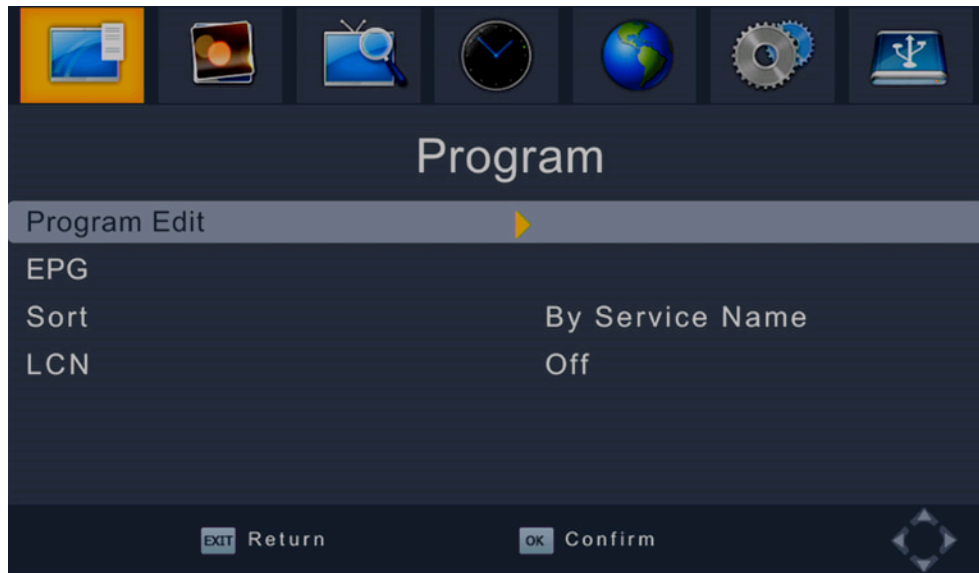 Program
Program Edit
EPG
Sort By Service Name
LCN Off
EXIT Return OK Confirm